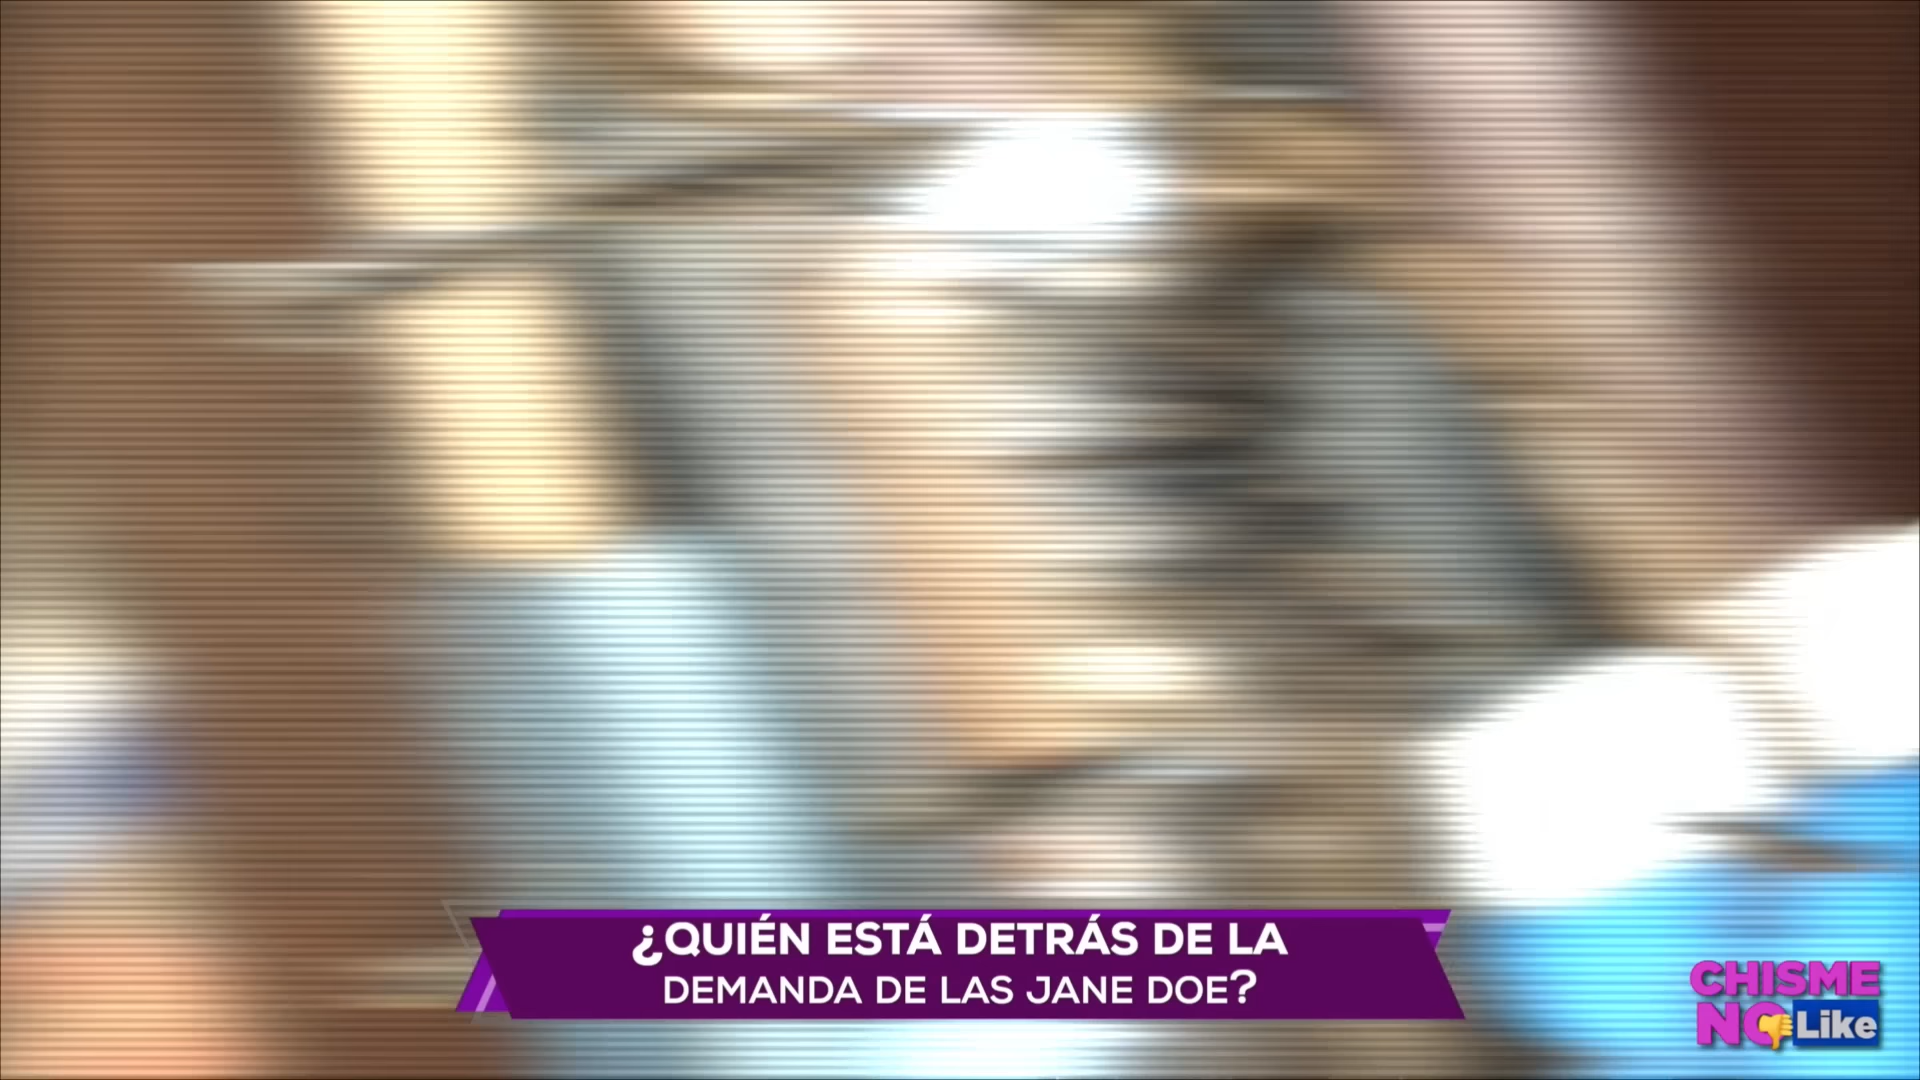 ¿QUIÉN ESTÁ DETRÁS DE LA
DEMANDA DE LAS JANE DOE?
CHISME
NO Like